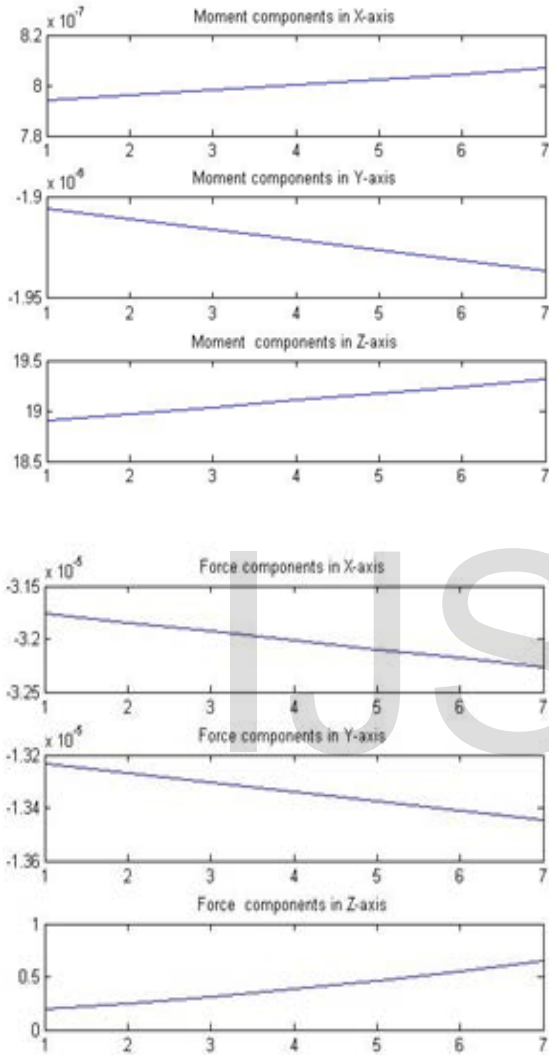 x 10^-7
Moment components in X-axis
8.2
8
7.8
1 2 3 4 5 6 7
x 10^-6
Moment components in Y-axis
-1.9
-1.95
1 2 3 4 5 6 7
Moment components in Z-axis
19.5
19
18.5
1 2 3 4 5 6 7
x 10^-5
Force components in X-axis
-3.15
-3.2
-3.25
1 2 3 4 5 6 7
x 10^-5
Force components in Y-axis
-1.32
-1.34
-1.36
1 2 3 4 5 6 7
Force components in Z-axis
1
0.5
0
1 2 3 4 5 6 7
IJS